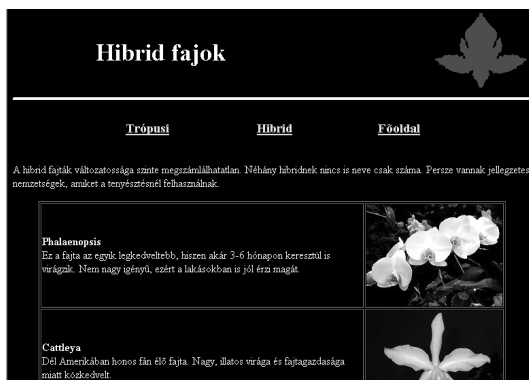 Hibrid fajok
Trópusi Hibrid Főoldal
A hibrid fajták változatossága szinte megszámlálhatatlan. Néhány hibridnek nincs is neve csak száma. Persze vannak jellegzetes
nemzetségek, amiket a tenyésztésnél felhasználnak.
Phalaenopsis
Ez a fajta az egyik legkedveltebb, hiszen akár 3-6 hónapon keresztül is
virágzik. Nem nagy igényű, ezért a lakásokban is jól érzi magát.
Cattleya
Dél Amerikában honos fán élő fajta. Nagy, illatos virága és fajtagazdasága
miatt közkedvelt.